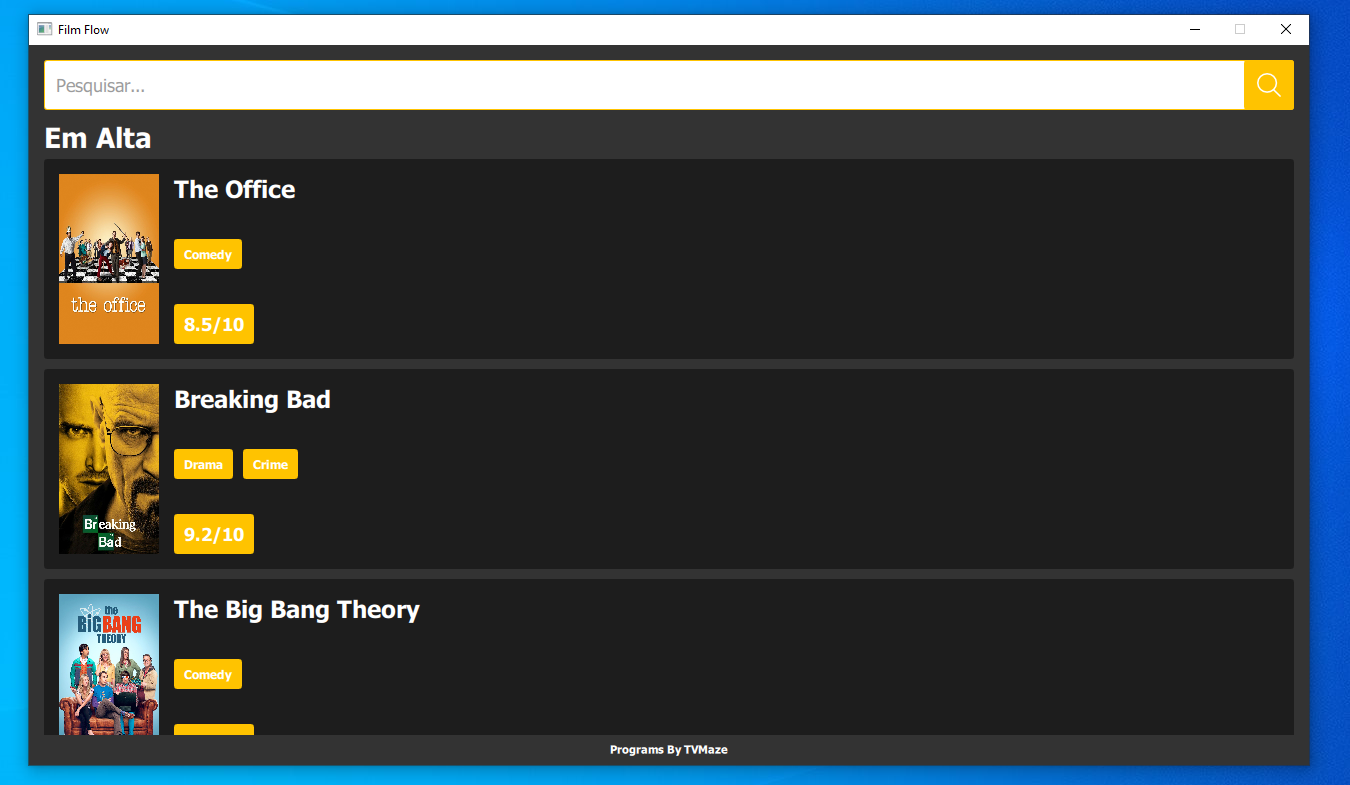 Film Flow
Pesquisar...
Em Alta
The Office
Comedy
8.5/10
the office
Breaking Bad
Drama Crime
9.2/10
Breaking
Bad
The Big Bang Theory
Comedy
the
BIG BANG
THEORY
Programs By TVMaze